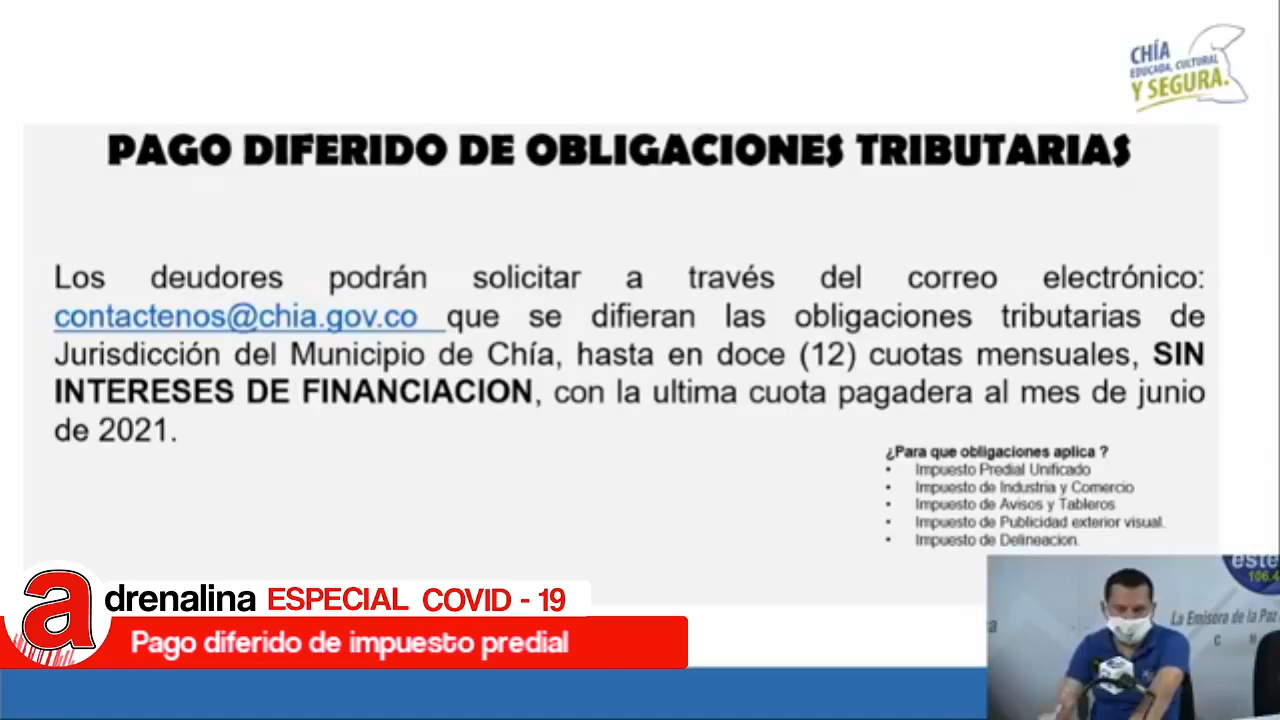 CHÍA
EDUCADA, CULTURAL
Y SEGURA.
PAGO DIFERIDO DE OBLIGACIONES TRIBUTARIAS
Los deudores podrán solicitar a través del correo electrónico:
contactenos@chia.gov.co que se difieran las obligaciones tributarias de
Jurisdicción del Municipio de Chía, hasta en doce (12) cuotas mensuales, SIN
INTERESES DE FINANCIACION, con la ultima cuota pagadera al mes de junio
de 2021.
¿Para que obligaciones aplica ?
• Impuesto Predial Unificado
• Impuesto de Industria y Comercio
• Impuesto de Avisos y Tableros
• Impuesto de Publicidad exterior visual.
• Impuesto de Delineacion.
adrenalina ESPECIAL COVID - 19
Pago diferido de impuesto predial
La Emisora de la Paz